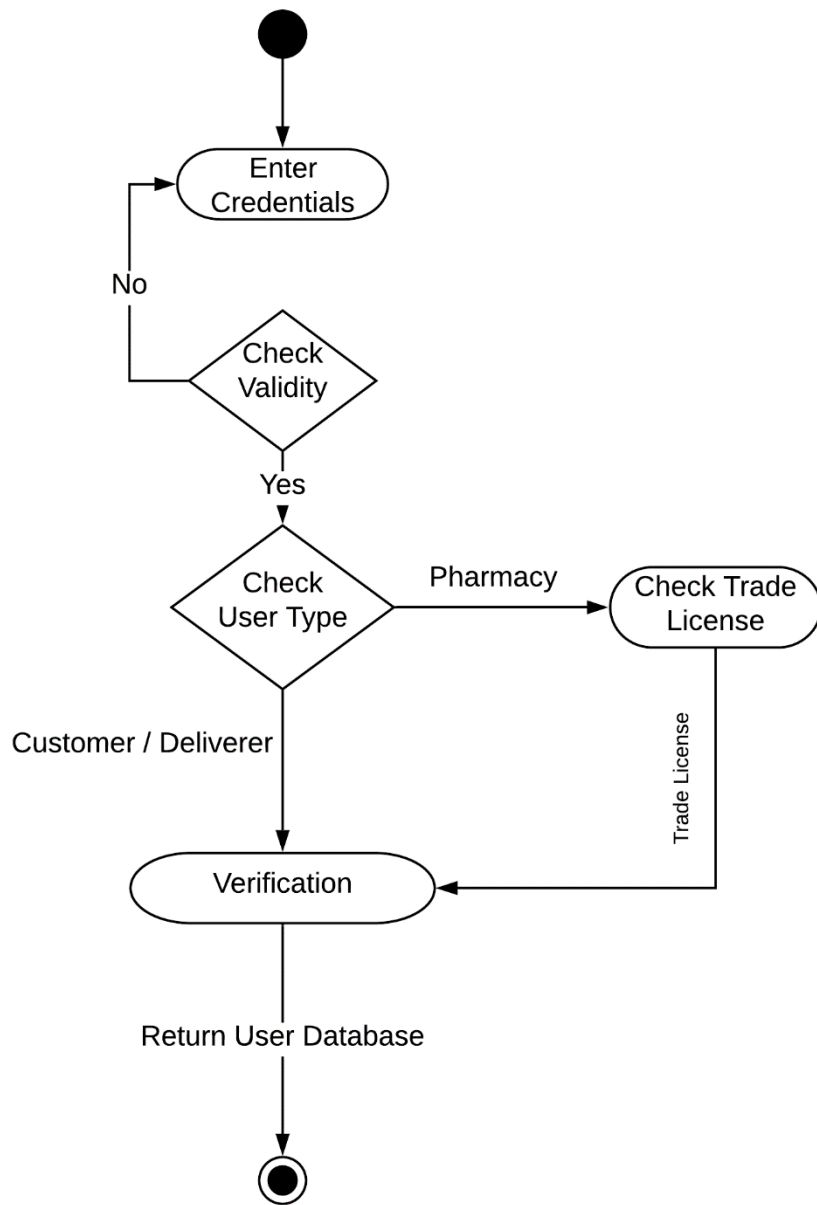 Enter
Credentials
No
Check
Validity
Yes
Check
User Type
Pharmacy
Check Trade
License
Customer / Deliverer
Trade License
Verification
Return User Database